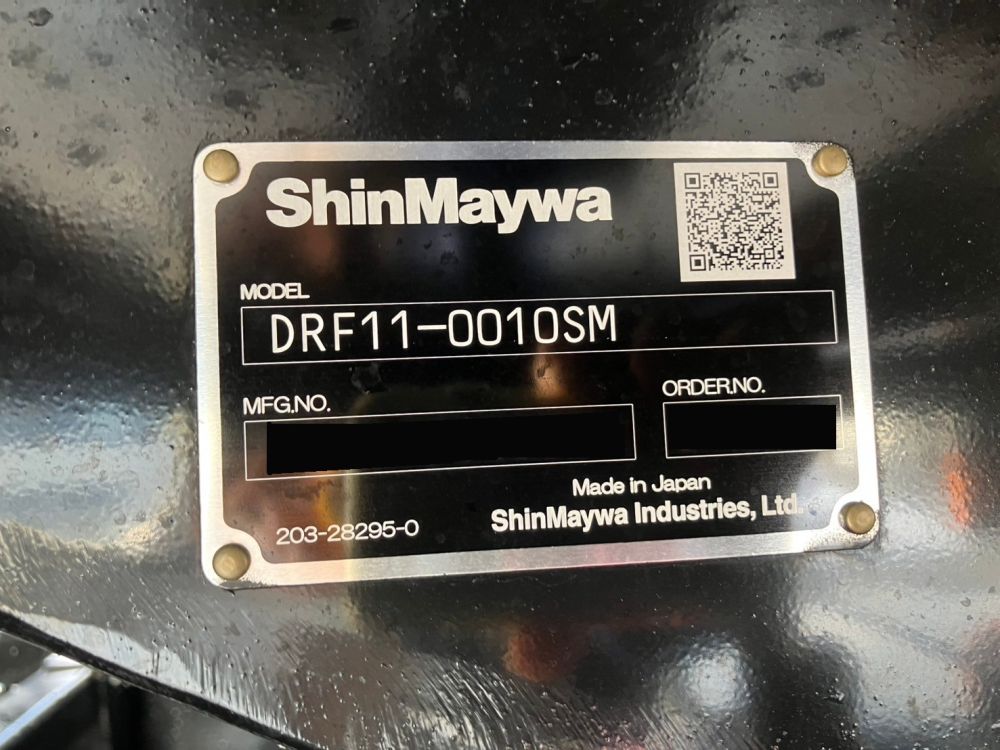 ShinMaywa
MODEL
DRF11-0010SM
MFG.NO.
ORDER.NO.
Made in Japan
ShinMaywa Industries, Ltd.
203-28295-0